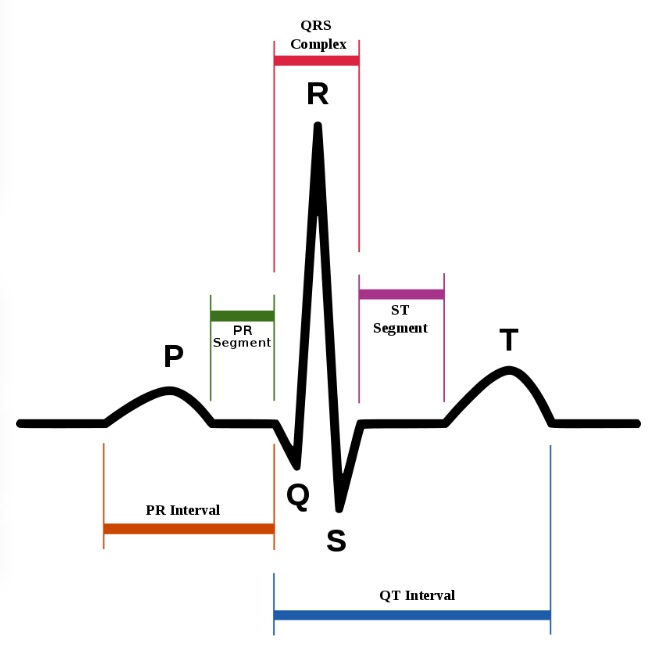 QRS
Complex
R
ST
Segment
PR
Segment
P
T
Q
S
PR Interval
QT Interval